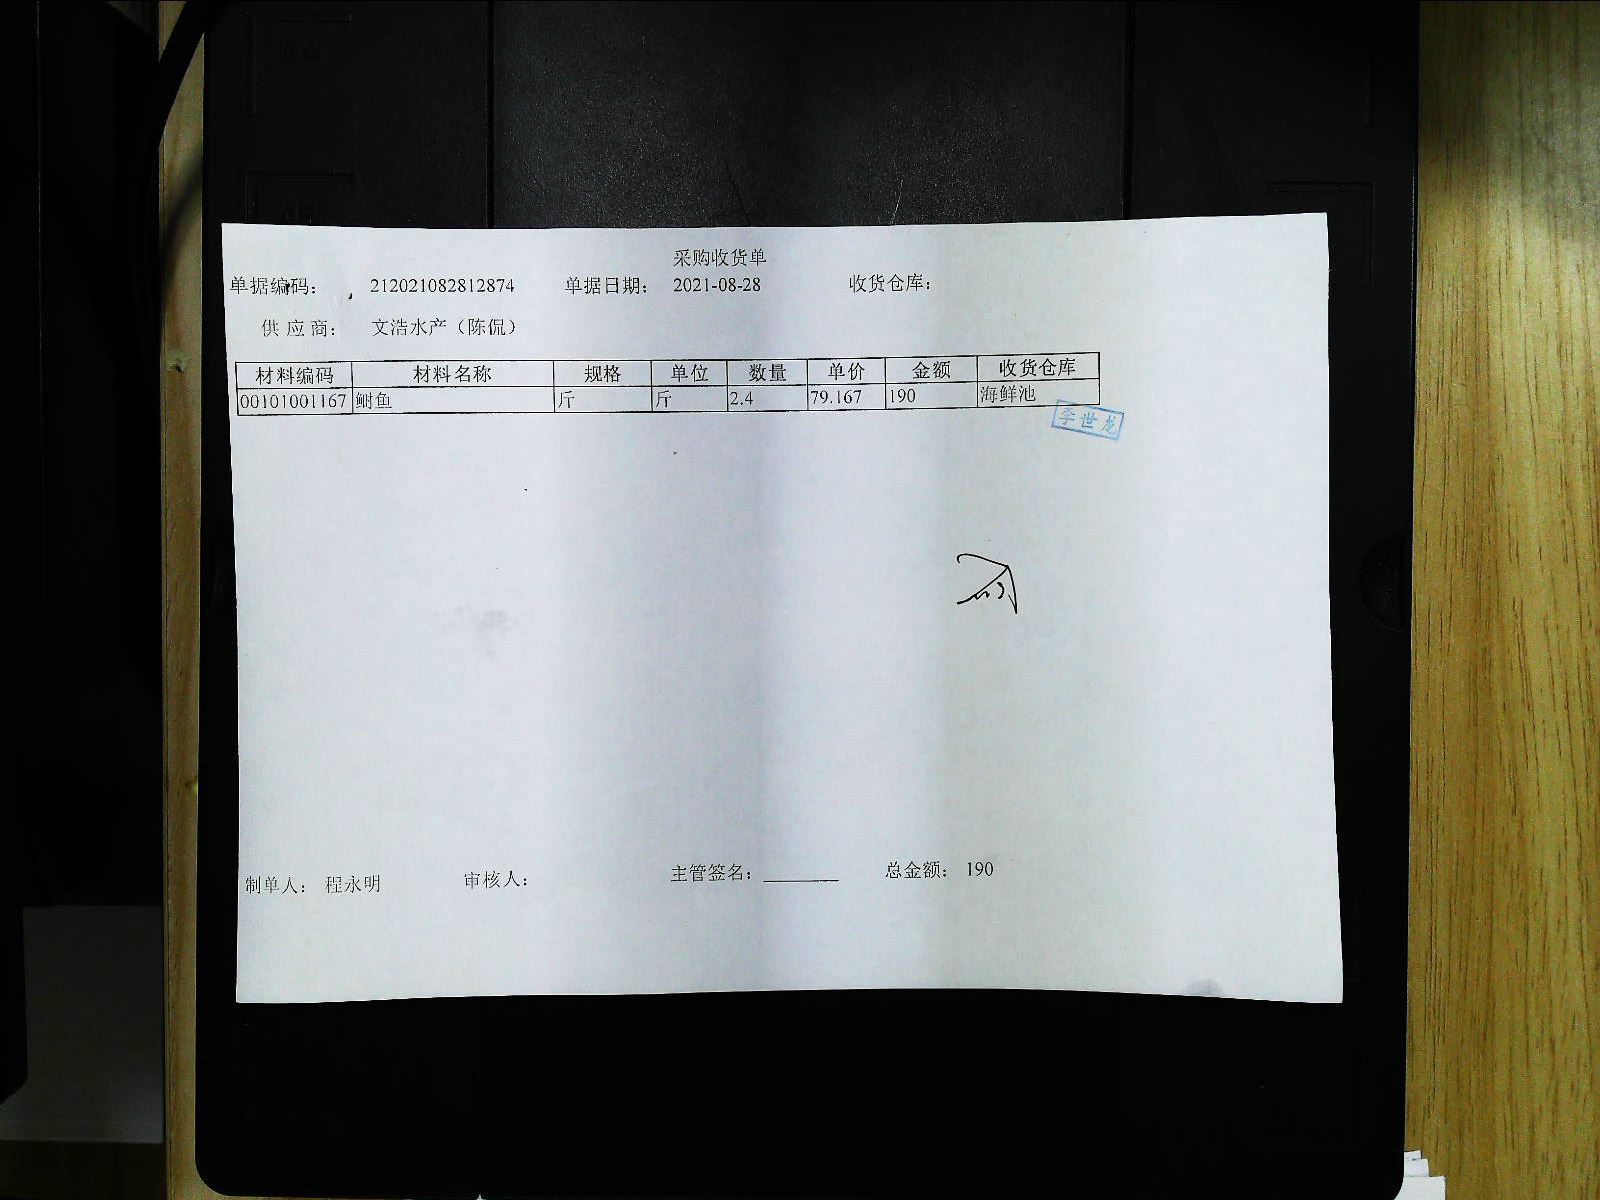 采购收货单
单据编码: 212021082812874 单据日期: 2021-08-28 收货仓库:
供应商: 文浩水产（陈侃）
材料编码 材料名称 规格 单位 数量 单价 金额 收货仓库
00101001167 鲥鱼 斤 斤 2.4 79.167 190 海鲜池
李世龙
制单人: 程永明 审核人: 主管签名: ________ 总金额: 190